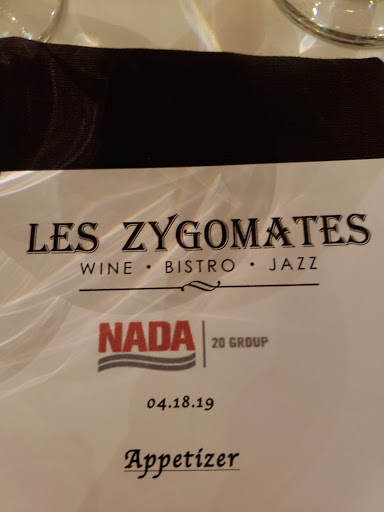 LES ZYGOMATES
WINE • BISTRO • JAZZ
NADA 20 GROUP
04.18.19
Appetizer